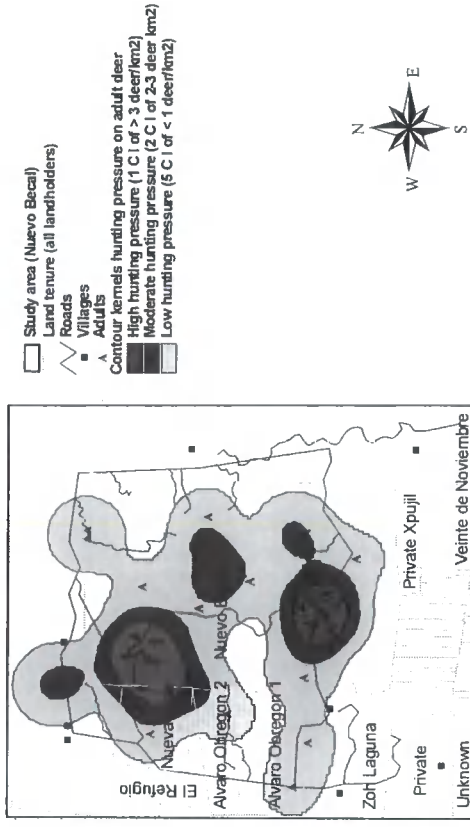 Study area (Nuevo Becal)
Land tenure (all landholders)
Roads
Villages
Adults
Contour kernels hunting pressure on adult deer
High hunting pressure (1 C I of > 3 deer/km2)
Moderate hunting pressure (2 C I of 2-3 deer km2)
Low hunting pressure (5 C I of < 1 deer/km2)
N
W
E
S
El Refugio
Nueva
Nuevo
Alvaro Obregon 2
Alvaro Obregon 1
Zoh Laguna
Private Xpujil
Private
Veinte de Noviembre
Unknown